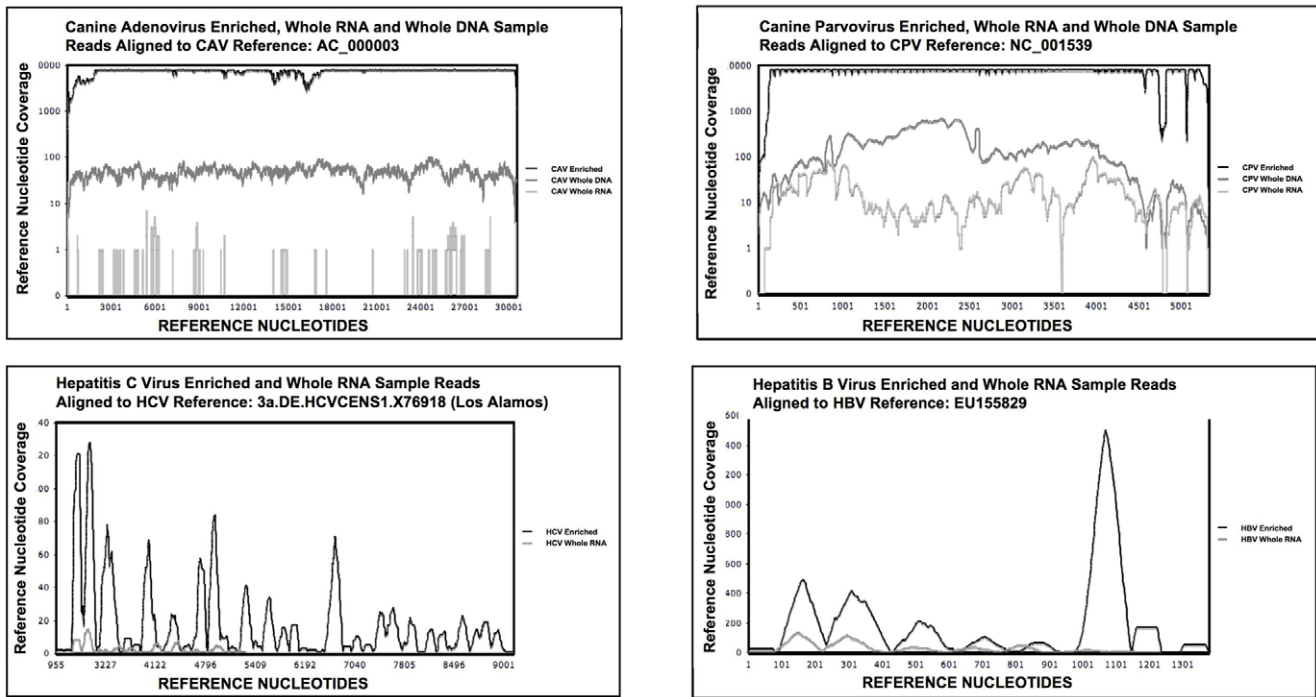 Canine Adenovirus Enriched, Whole RNA and Whole DNA Sample
Reads Aligned to CAV Reference: AC_000003
Reference Nucleotide Coverage
0000
1000
100
10
1
0
1 3001 6001 9001 12001 15001 18001 21001 24001 27001 30001
REFERENCE NUCLEOTIDES
CAV Enriched
CAV Whole DNA
CAV Whole RNA
Canine Parvovirus Enriched, Whole RNA and Whole DNA Sample
Reads Aligned to CPV Reference: NC_001539
Reference Nucleotide Coverage
.0000
1000
100
10
1
0
1 501 1001 1501 2001 2501 3001 3501 4001 4501 5001
REFERENCE NUCLEOTIDES
CPV Enriched
CPV Whole DNA
CPV Whole RNA
Hepatitis C Virus Enriched and Whole RNA Sample Reads
Aligned to HCV Reference: 3a.DE.HCVCENS1.X76918 (Los Alamos)
Reference Nucleotide Coverage
40
20
00
80
60
40
20
0
955 3227 4122 4796 5409 6192 7040 7805 8496 9001
REFERENCE NUCLEOTIDES
HCV Enriched
HCV Whole RNA
Hepatitis B Virus Enriched and Whole RNA Sample Reads
Aligned to HBV Reference: EU155829
Reference Nucleotide Coverage
400
200
000
800
600
400
200
0
1 101 201 301 401 501 601 701 801 901 1001 1101 1201 1301
REFERENCE NUCLEOTIDES
HBV Enriched
HBV Whole RNA